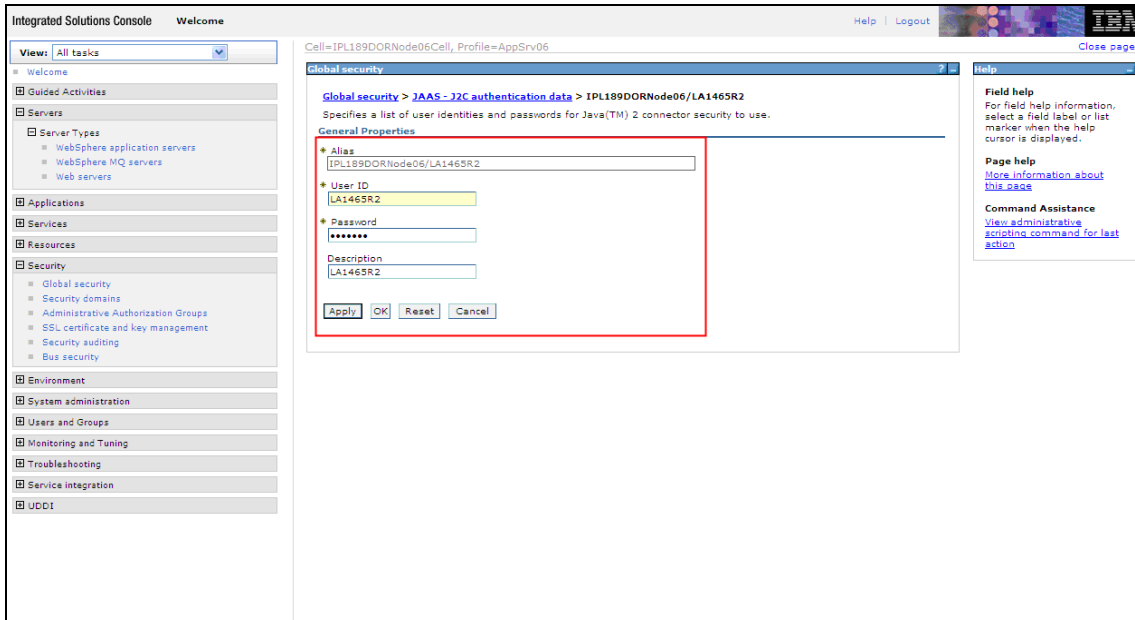 Integrated Solutions Console Welcome Help | Logout IBM
View: All tasks
Cell=IPL189DORNode06Cell, Profile=AppSrv06 Close page
Welcome
Guided Activities
Servers
Server Types
WebSphere application servers
WebSphere MQ servers
Web servers
Applications
Services
Resources
Security
Global security
Security domains
Administrative Authorization Groups
SSL certificate and key management
Security auditing
Bus security
Environment
System administration
Users and Groups
Monitoring and Tuning
Troubleshooting
Service integration
UDDI
Global security ? _
Global security > JAAS - J2C authentication data > IPL189DORNode06/LA1465R2
Specifies a list of user identities and passwords for Java(TM) 2 connector security to use.
General Properties
* Alias
IPL189DORNode06/LA1465R2
* User ID
LA1465R2
* Password
•••••••
Description
LA1465R2
Apply OK Reset Cancel
Help _
Field help
For field help information,
select a field label or list
marker when the help
cursor is displayed.
Page help
More information about
this page
Command Assistance
View administrative
scripting command for last
action